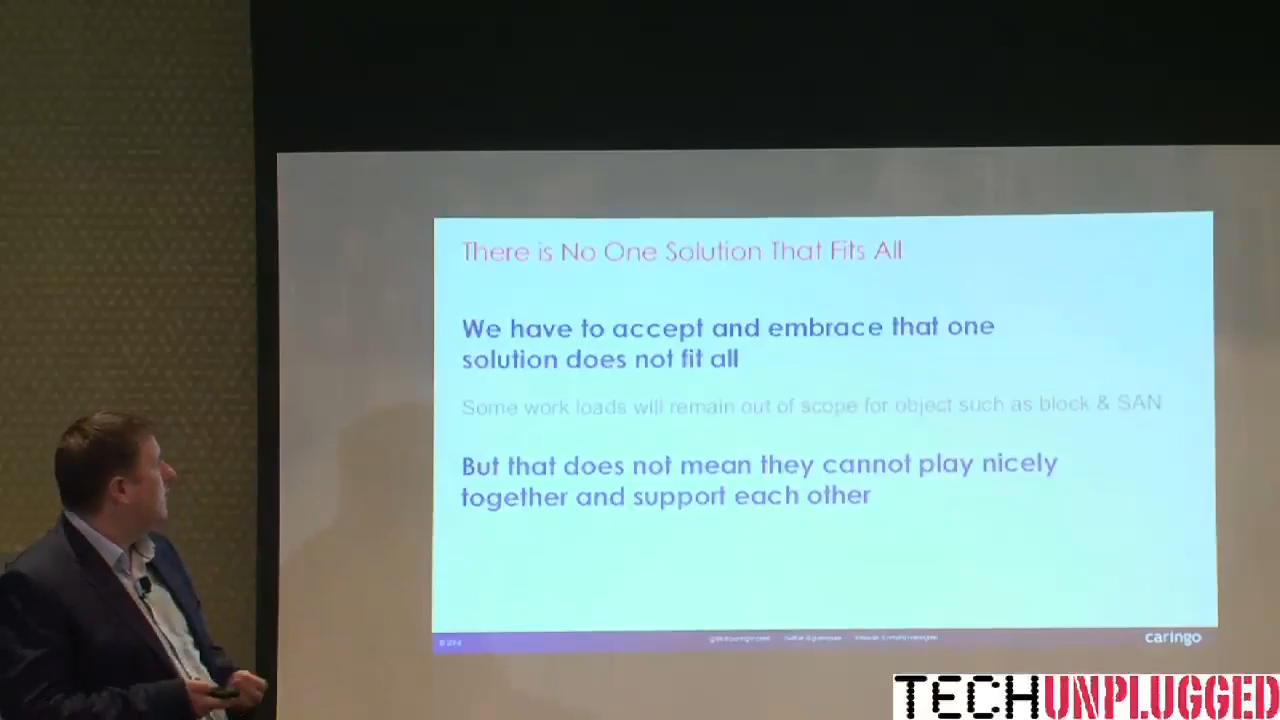 There is No One Solution That Fits All
We have to accept and embrace that one
solution does not fit all
Some work loads will remain out of scope for object such as block & SAN
But that does not mean they cannot play nicely
together and support each other
caringo
TECHUNPLUGGED